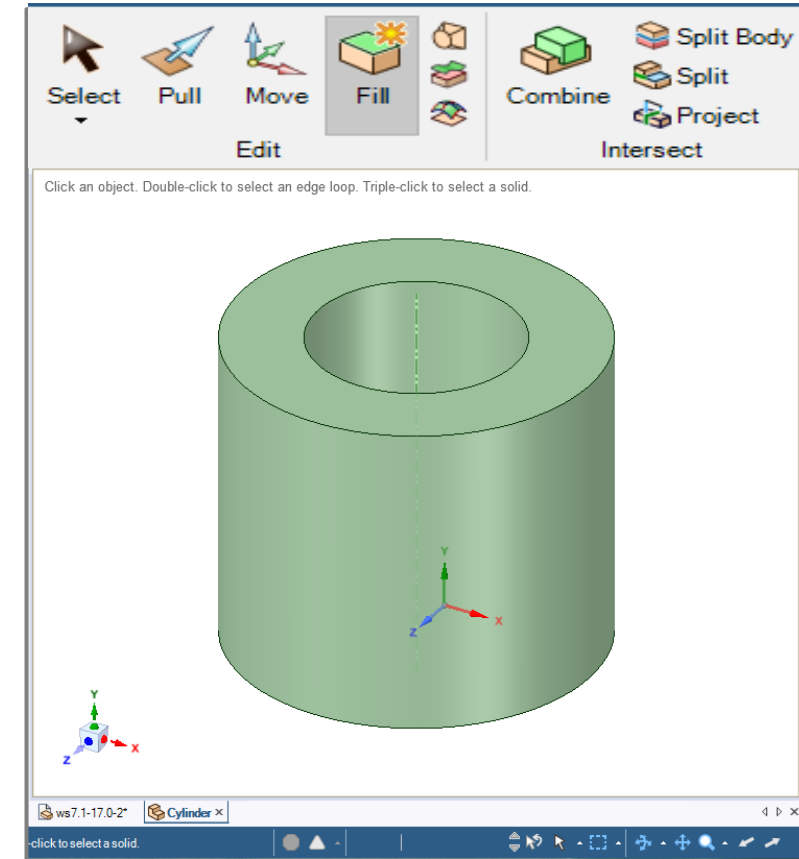 Select Pull Move Fill Combine Split Body
Split
Project
Edit Intersect
Click an object. Double-click to select an edge loop. Triple-click to select a solid.
Y
X
Z
Y
X
Z
ws7.1-17.0-2* Cylinder ×
-click to select a solid.